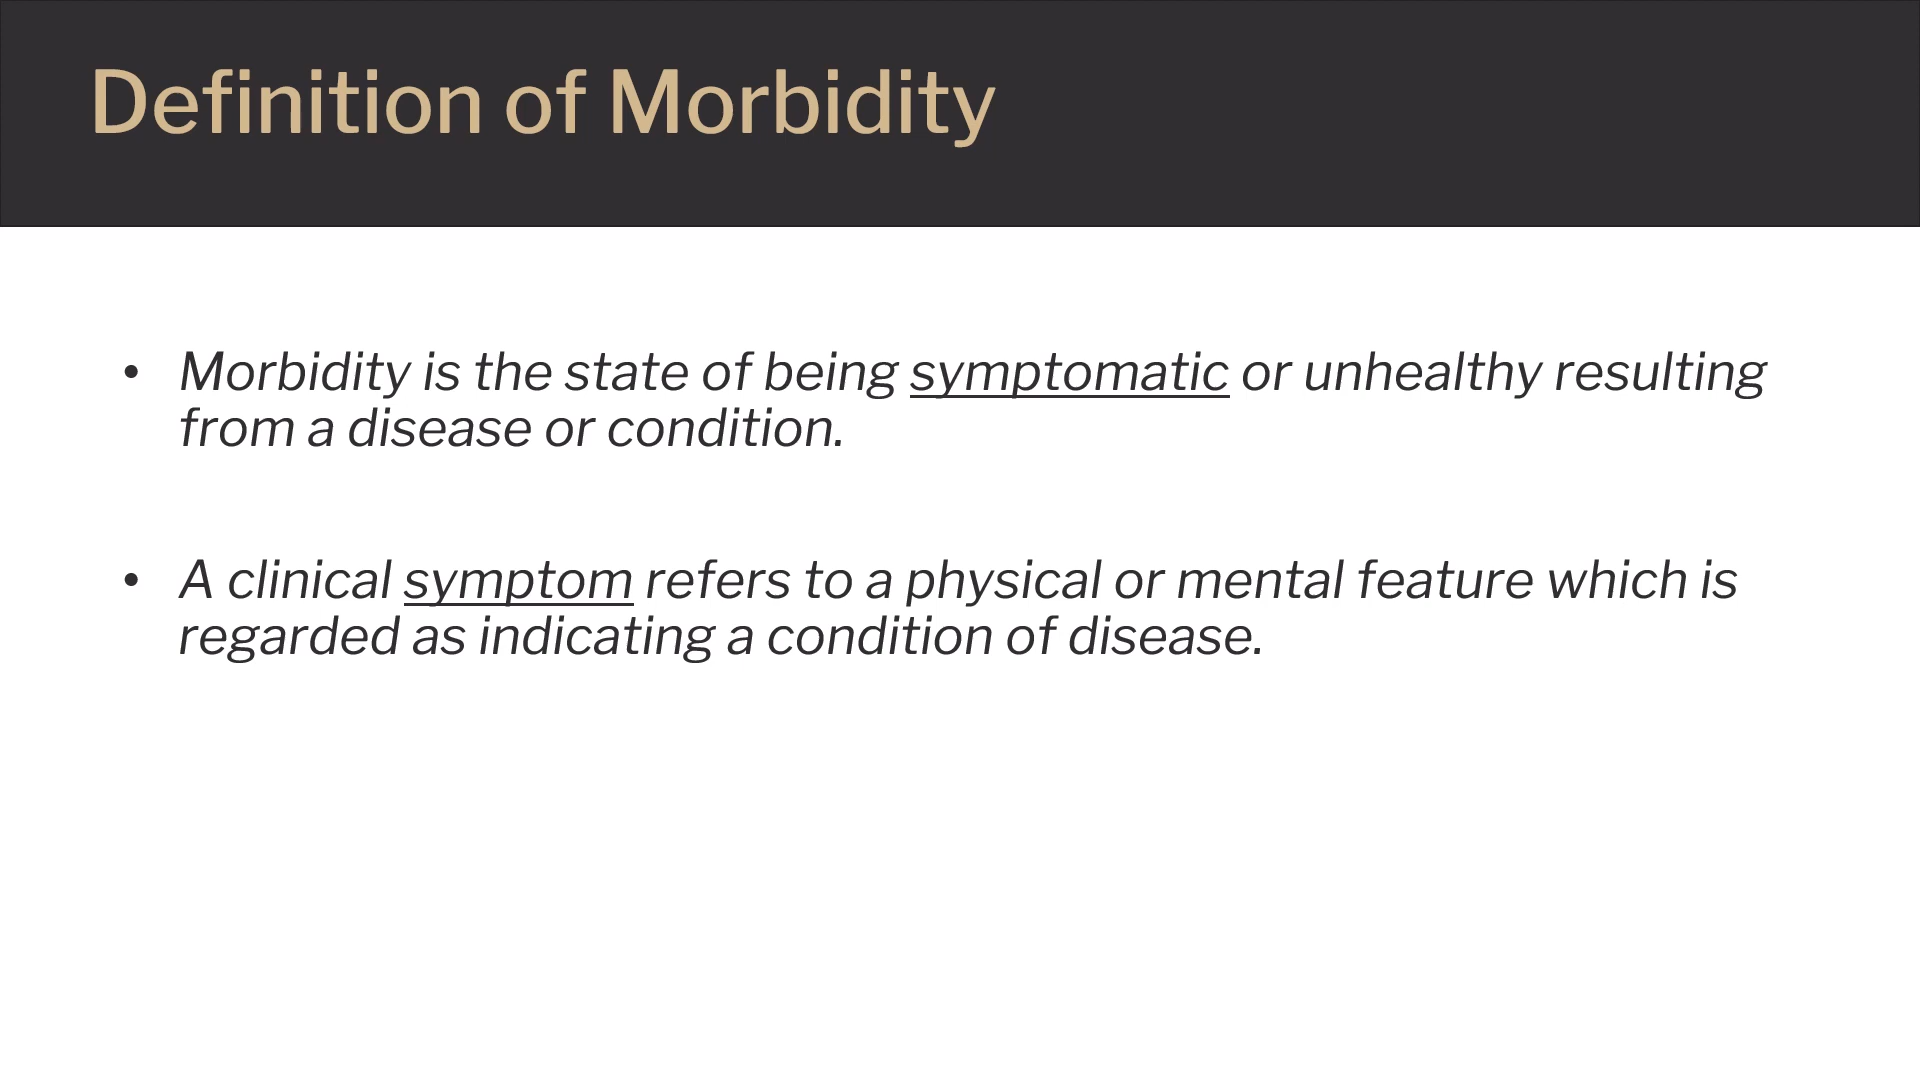 Definition of Morbidity
• Morbidity is the state of being symptomatic or unhealthy resulting
from a disease or condition.
• A clinical symptom refers to a physical or mental feature which is
regarded as indicating a condition of disease.